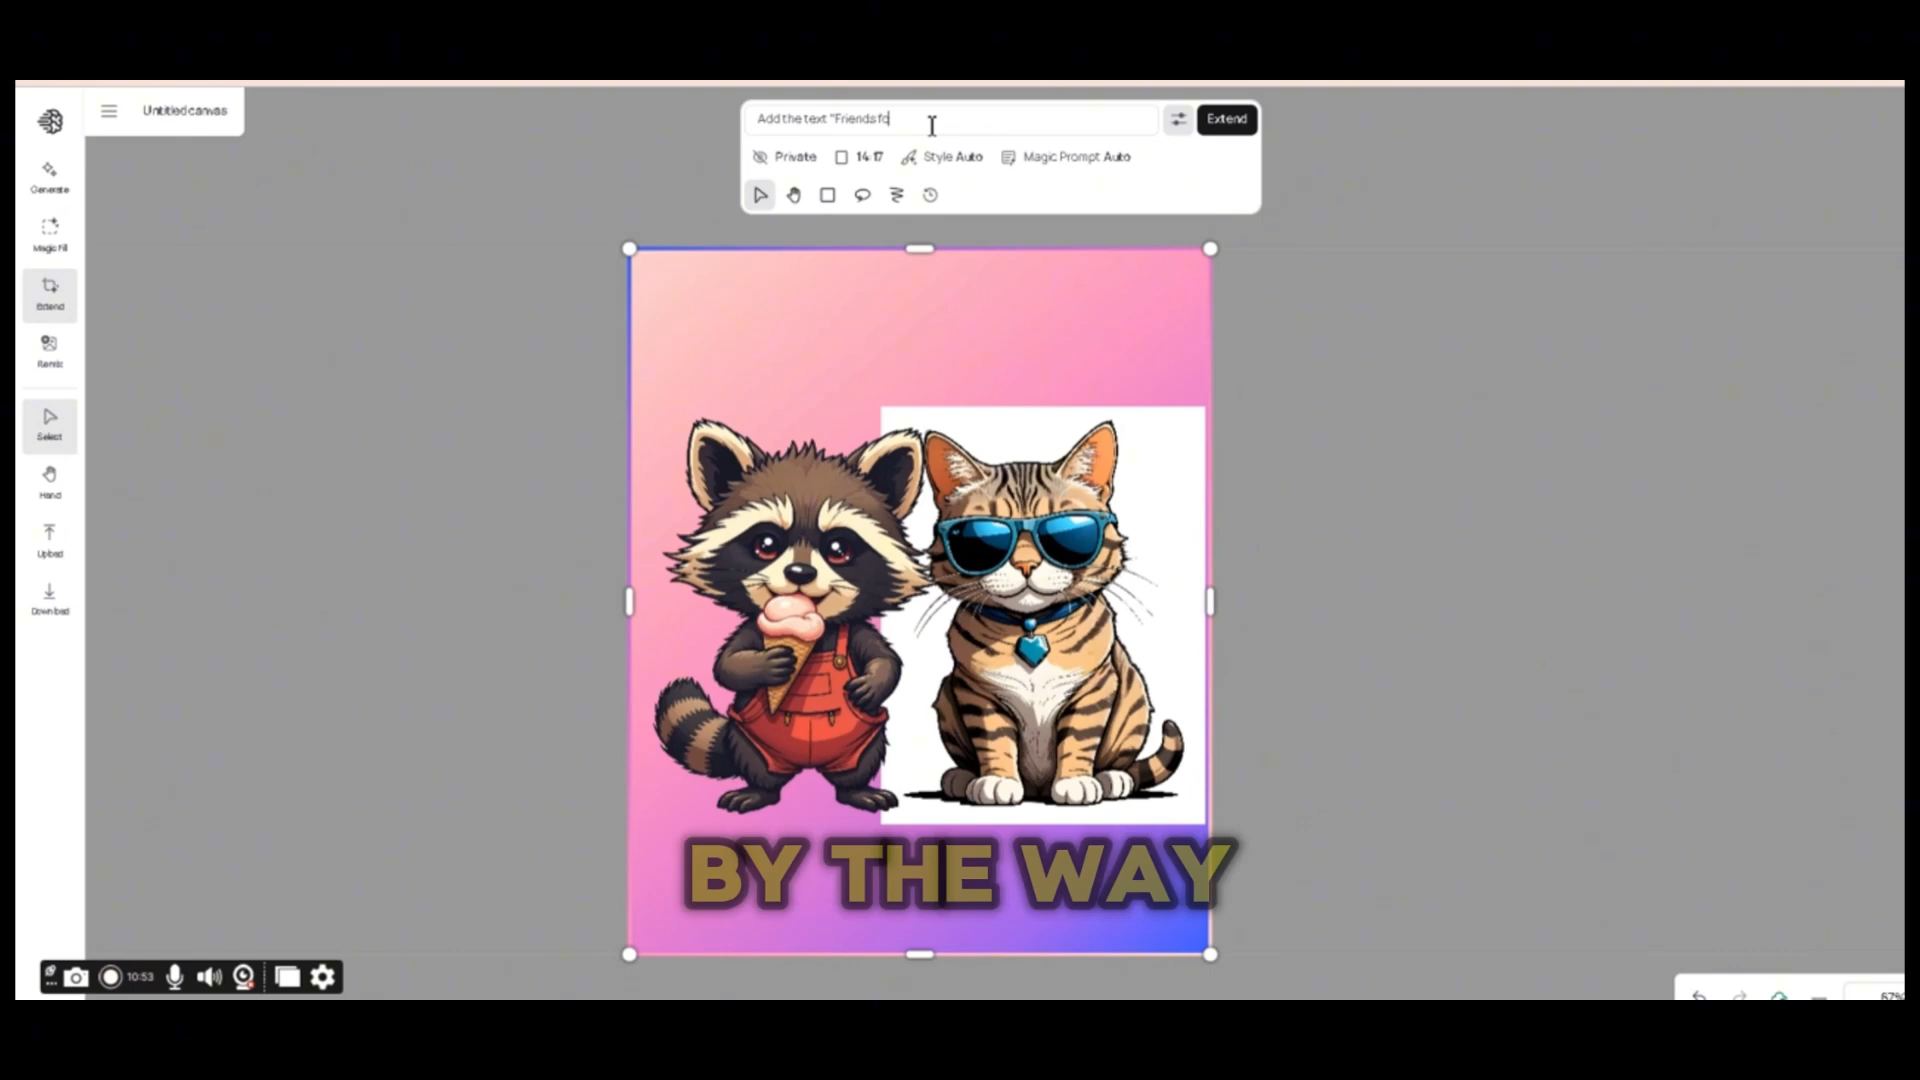 Untitled canvas
Add the text "Friends fo
Extend
Private
14:17
Style Auto
Magic Prompt Auto
Generate
Magic Fill
Extend
Remix
Select
Hand
Upload
Download
BY THE WAY
10:53
57%